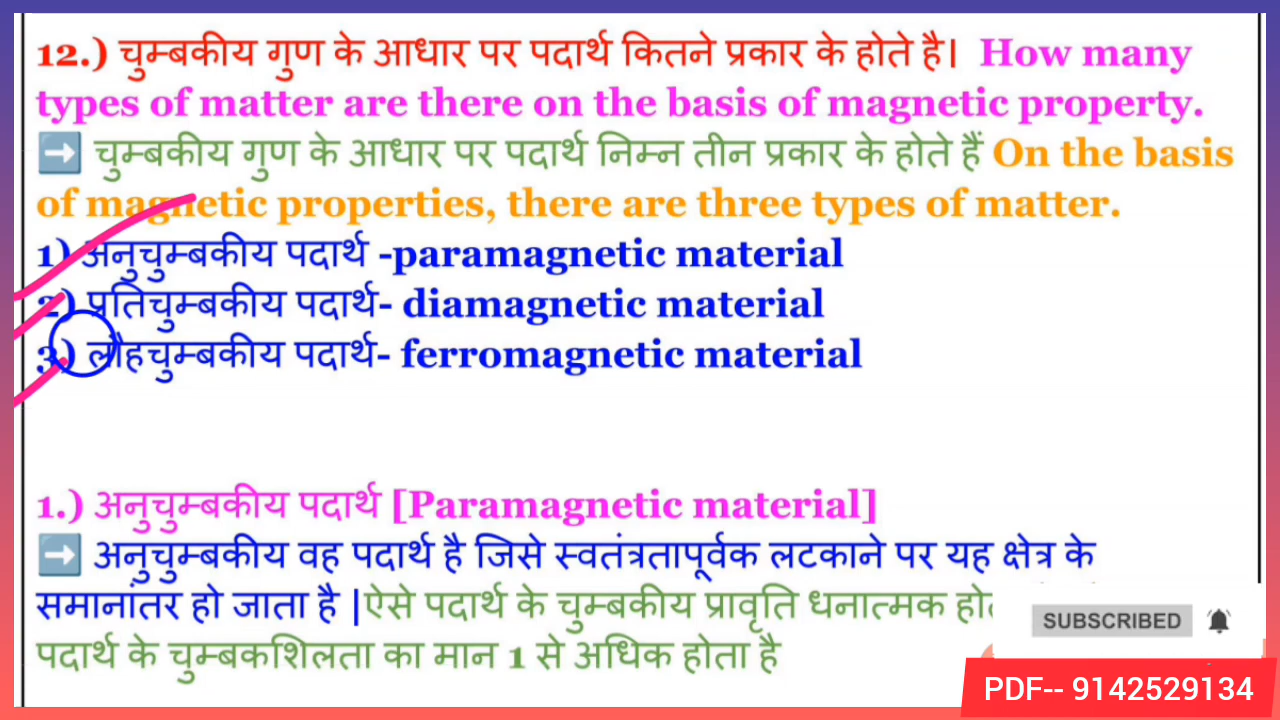 12.) चुम्बकीय गुण के आधार पर पदार्थ कितने प्रकार के होते है। How many
types of matter are there on the basis of magnetic property.
➡ चुम्बकीय गुण के आधार पर पदार्थ निम्न तीन प्रकार के होते हैं On the basis
of magnetic properties, there are three types of matter.
1) अनुचुम्बकीय पदार्थ -paramagnetic material
2) प्रतिचुम्बकीय पदार्थ- diamagnetic material
3) लौहचुम्बकीय पदार्थ- ferromagnetic material
1.) अनुचुम्बकीय पदार्थ [Paramagnetic material]
➡ अनुचुम्बकीय वह पदार्थ है जिसे स्वतंत्रतापूर्वक लटकाने पर यह क्षेत्र के
समानांतर हो जाता है |ऐसे पदार्थ के चुम्बकीय प्रावृति धनात्मक
पदार्थ के चुम्बकशिलता का मान 1 से अधिक होता है
SUBSCRIBED
PDF-- 9142529134